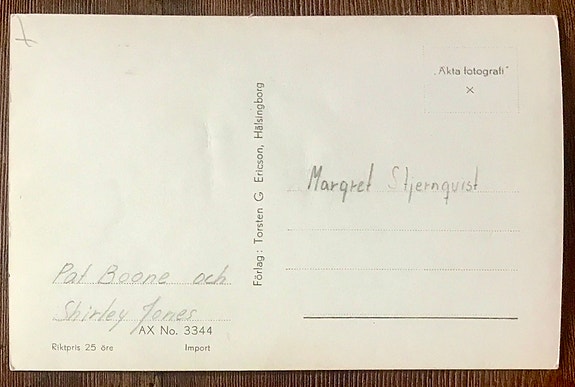 "Äkta fotografi"
×
Förlag: Torsten G Ericson, Hälsingborg
Margret Stjernquist
Pat Boone och
Shirley Jones
AX No. 3344
Riktpris 25 öre Import